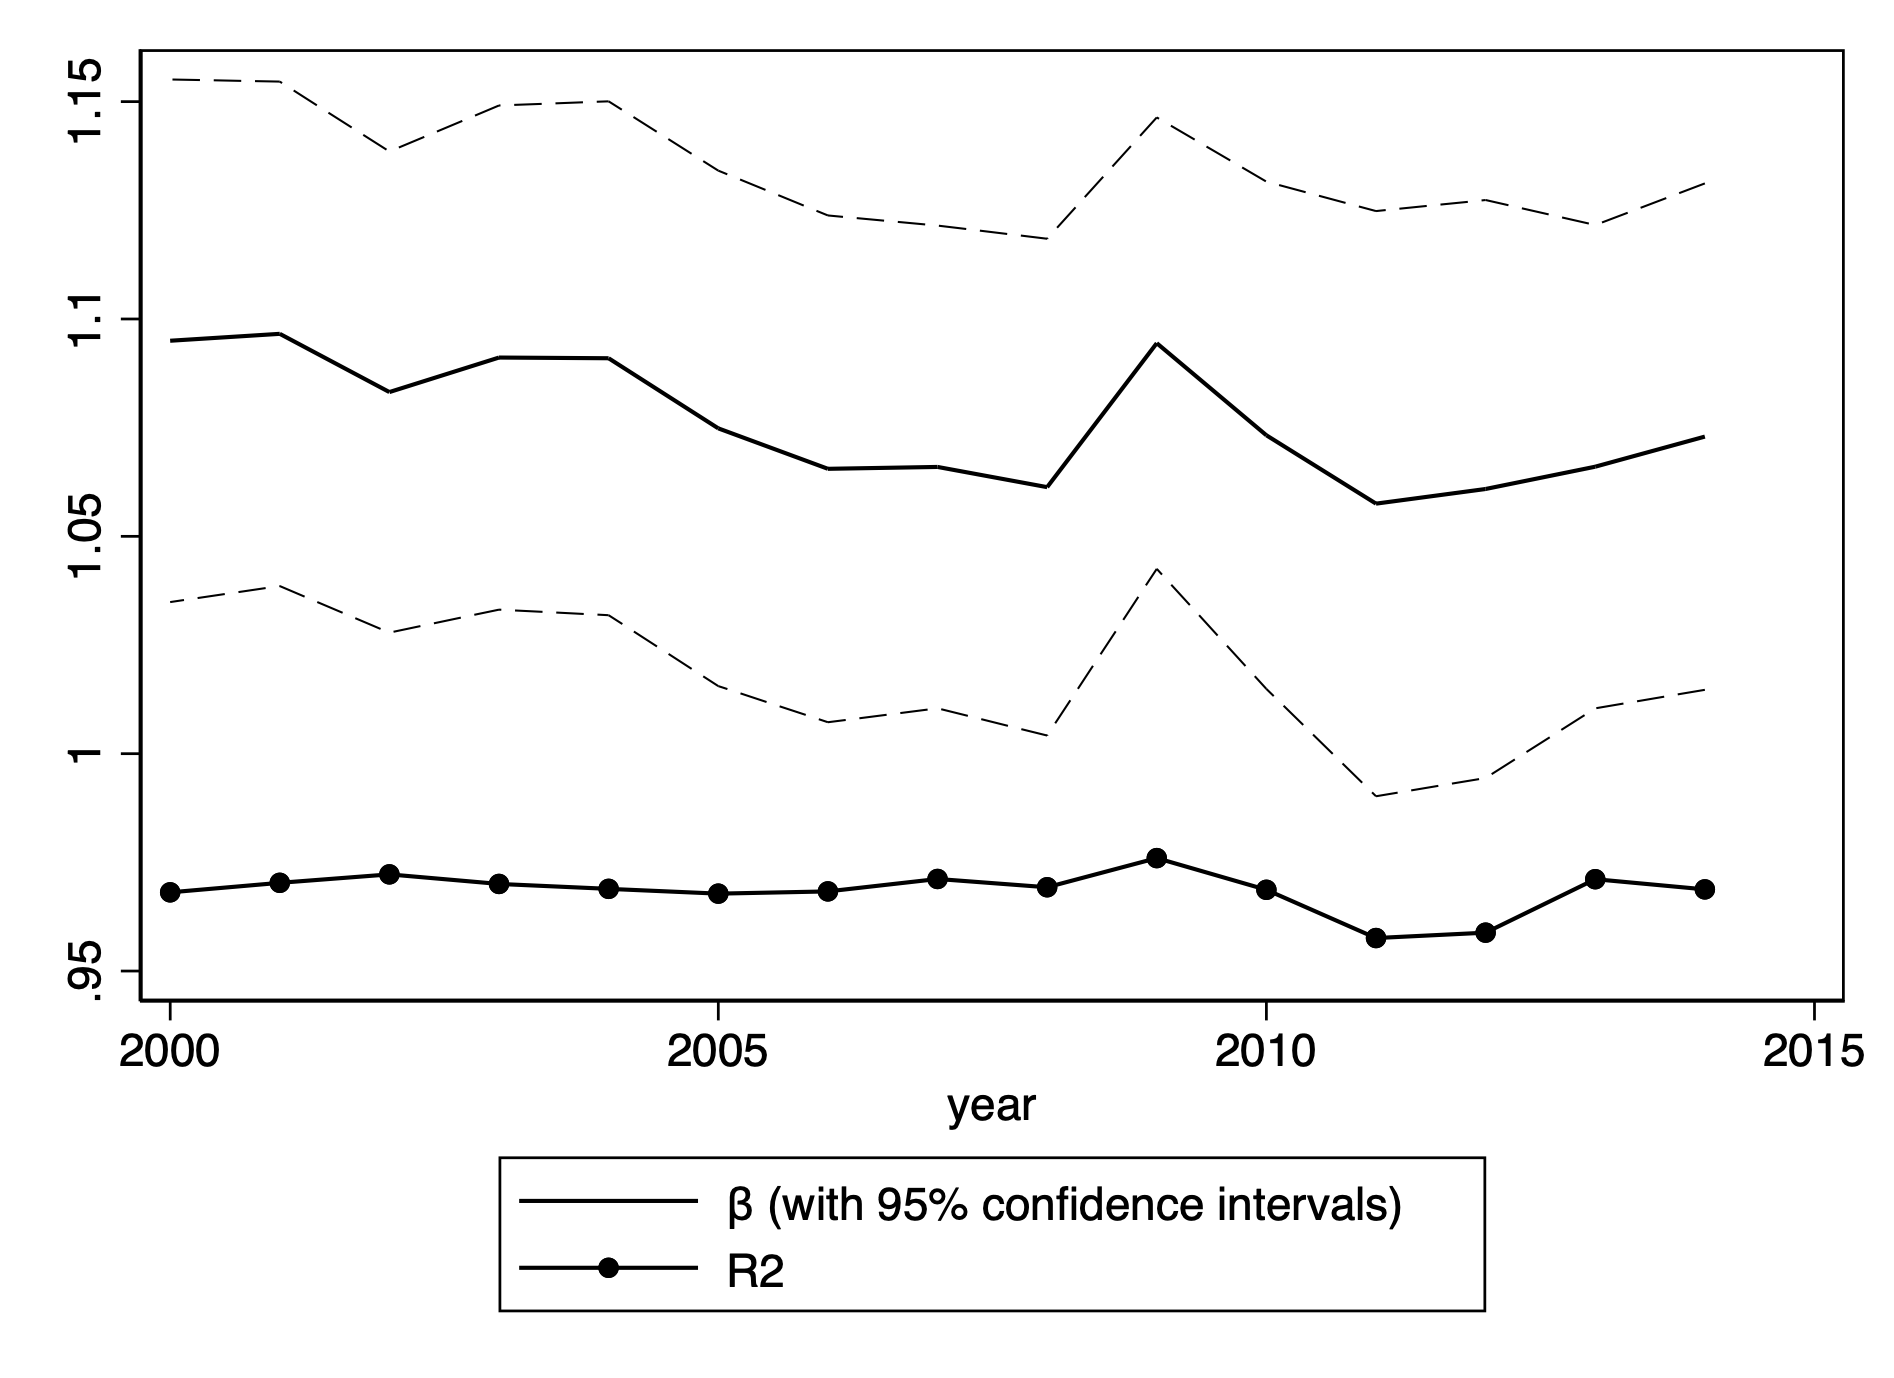 1.15
1.1
1.05
1
.95
2000 2005 2010 2015
year
β (with 95% confidence intervals)
R2